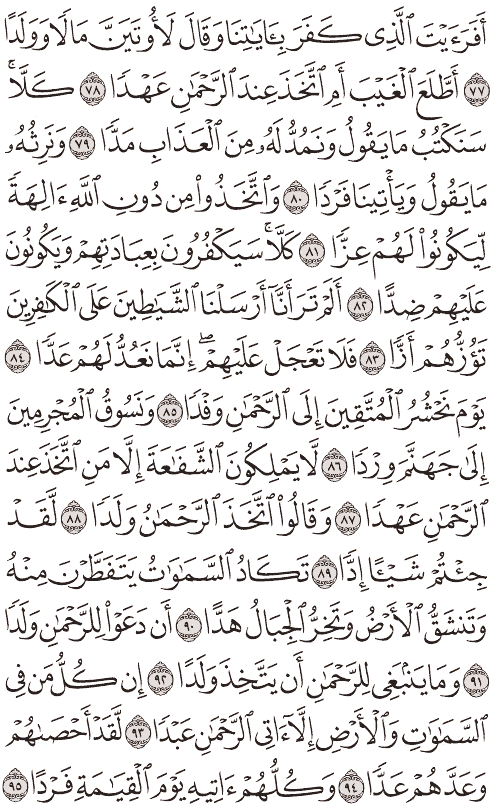 أَفَرَءَيْتَ ٱلَّذِى كَفَرَ بِـَٔايَٰتِنَا وَقَالَ لَأُوتَيَنَّ مَالًا وَوَلَدًا
٧٧ أَطَّلَعَ ٱلْغَيْبَ أَمِ ٱتَّخَذَ عِندَ ٱلرَّحْمَٰنِ عَهْدًا ٧٨ كَلَّا ۚ
سَنَكْتُبُ مَا يَقُولُ وَنَمُدُّ لَهُۥ مِنَ ٱلْعَذَابِ مَدًّا ٧٩ وَنَرِثُهُۥ
مَا يَقُولُ وَيَأْتِينَا فَرْدًا ٨٠ وَٱتَّخَذُوا۟ مِن دُونِ ٱللَّهِ ءَالِهَةً
لِّيَكُونُوا۟ لَهُمْ عِزًّا ٨١ كَلَّا ۚ سَيَكْفُرُونَ بِعِبَادَتِهِمْ وَيَكُونُونَ
عَلَيْهِمْ ضِدًّا ٨٢ أَلَمْ تَرَ أَنَّآ أَرْسَلْنَا ٱلشَّيَٰطِينَ عَلَى ٱلْكَٰفِرِينَ
تَؤُزُّهُمْ أَزًّا ٨٣ فَلَا تَعْجَلْ عَلَيْهِمْ ۖ إِنَّمَا نَعُدُّ لَهُمْ عَدًّا ٨٤
يَوْمَ نَحْشُرُ ٱلْمُتَّقِينَ إِلَى ٱلرَّحْمَٰنِ وَفْدًا ٨٥ وَنَسُوقُ ٱلْمُجْرِمِينَ
إِلَىٰ جَهَنَّمَ وِرْدًا ٨٦ لَّا يَمْلِكُونَ ٱلشَّفَٰعَةَ إِلَّا مَنِ ٱتَّخَذَ عِندَ
ٱلرَّحْمَٰنِ عَهْدًا ٨٧ وَقَالُوا۟ ٱتَّخَذَ ٱلرَّحْمَٰنُ وَلَدًا ٨٨ لَّقَدْ
جِئْتُمْ شَيْـًٔا إِدًّا ٨٩ تَكَادُ ٱلسَّمَٰوَٰتُ يَتَفَطَّرْنَ مِنْهُ
وَتَنشَقُّ ٱلْأَرْضُ وَتَخِرُّ ٱلْجِبَالُ هَدًّا ٩٠ أَن دَعَوْا۟ لِلرَّحْمَٰنِ وَلَدًا
٩١ وَمَا يَنۢبَغِى لِلرَّحْمَٰنِ أَن يَتَّخِذَ وَلَدًا ٩٢ إِن كُلُّ مَن فِى
ٱلسَّمَٰوَٰتِ وَٱلْأَرْضِ إِلَّآ ءَاتِى ٱلرَّحْمَٰنِ عَبْدًا ٩٣ لَّقَدْ أَحْصَىٰهُمْ
وَعَدَّهُمْ عَدًّا ٩٤ وَكُلُّهُمْ ءَاتِيهِ يَوْمَ ٱلْقِيَٰمَةِ فَرْدًا ٩٥